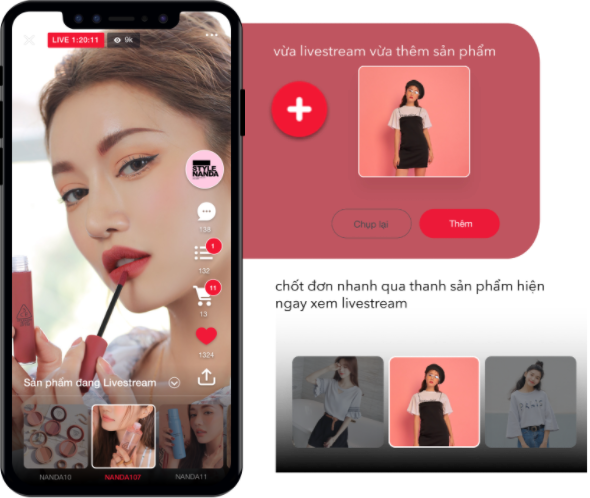 LIVE 1:20:11
9k
STYLE
NANDA
138
1
132
11
13
1324
Sản phẩm đang Livestream
NANDA10
NANDA107
NANDA11
vừa livestream vừa thêm sản phẩm
Chụp lại
Thêm
chốt đơn nhanh qua thanh sản phẩm hiện
ngay xem livestream